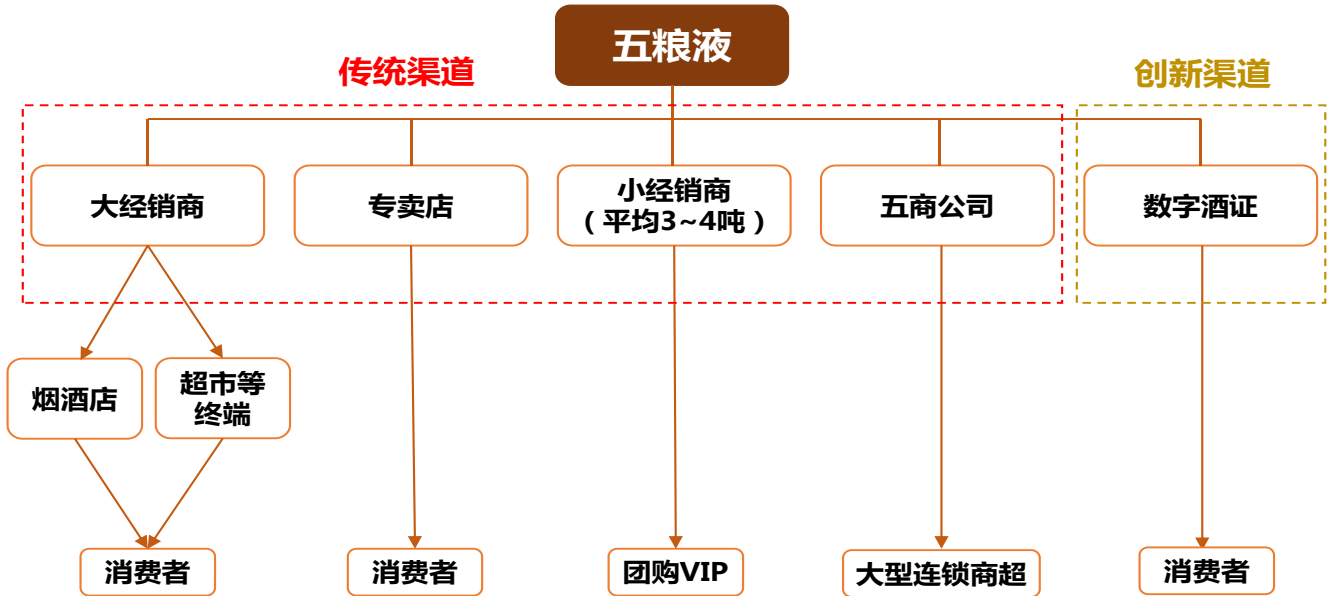 五粮液
传统渠道
创新渠道
大经销商
专卖店
小经销商
（平均3~4吨）
五商公司
数字酒证
烟酒店
超市等
终端
消费者
消费者
团购VIP
大型连锁商超
消费者